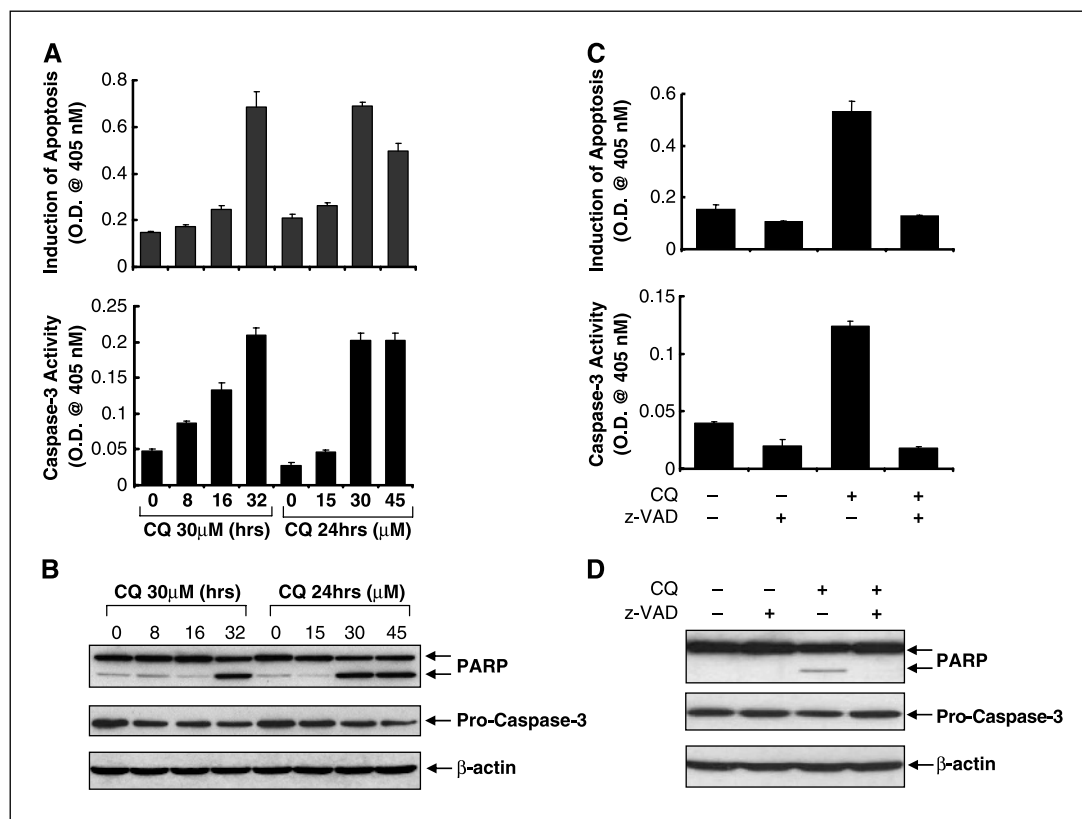 A
Induction of Apoptosis
(O.D. @ 405 nM)
0.8
0.6
0.4
0.2
0
Caspase-3 Activity
(O.D. @ 405 nM)
0.25
0.2
0.15
0.1
0.05
0
0 8 16 32 0 15 30 45
CQ 30μM (hrs) CQ 24hrs (μM)
B
CQ 30μM (hrs) CQ 24hrs (μM)
0 8 16 32 0 15 30 45
PARP
Pro-Caspase-3
β-actin
C
Induction of Apoptosis
(O.D. @ 405 nM)
0.6
0.4
0.2
0
Caspase-3 Activity
(O.D. @ 405 nM)
0.15
0.1
0.05
0
CQ – – + +
z-VAD – + – +
D
CQ – – + +
z-VAD – + – +
PARP
Pro-Caspase-3
β-actin